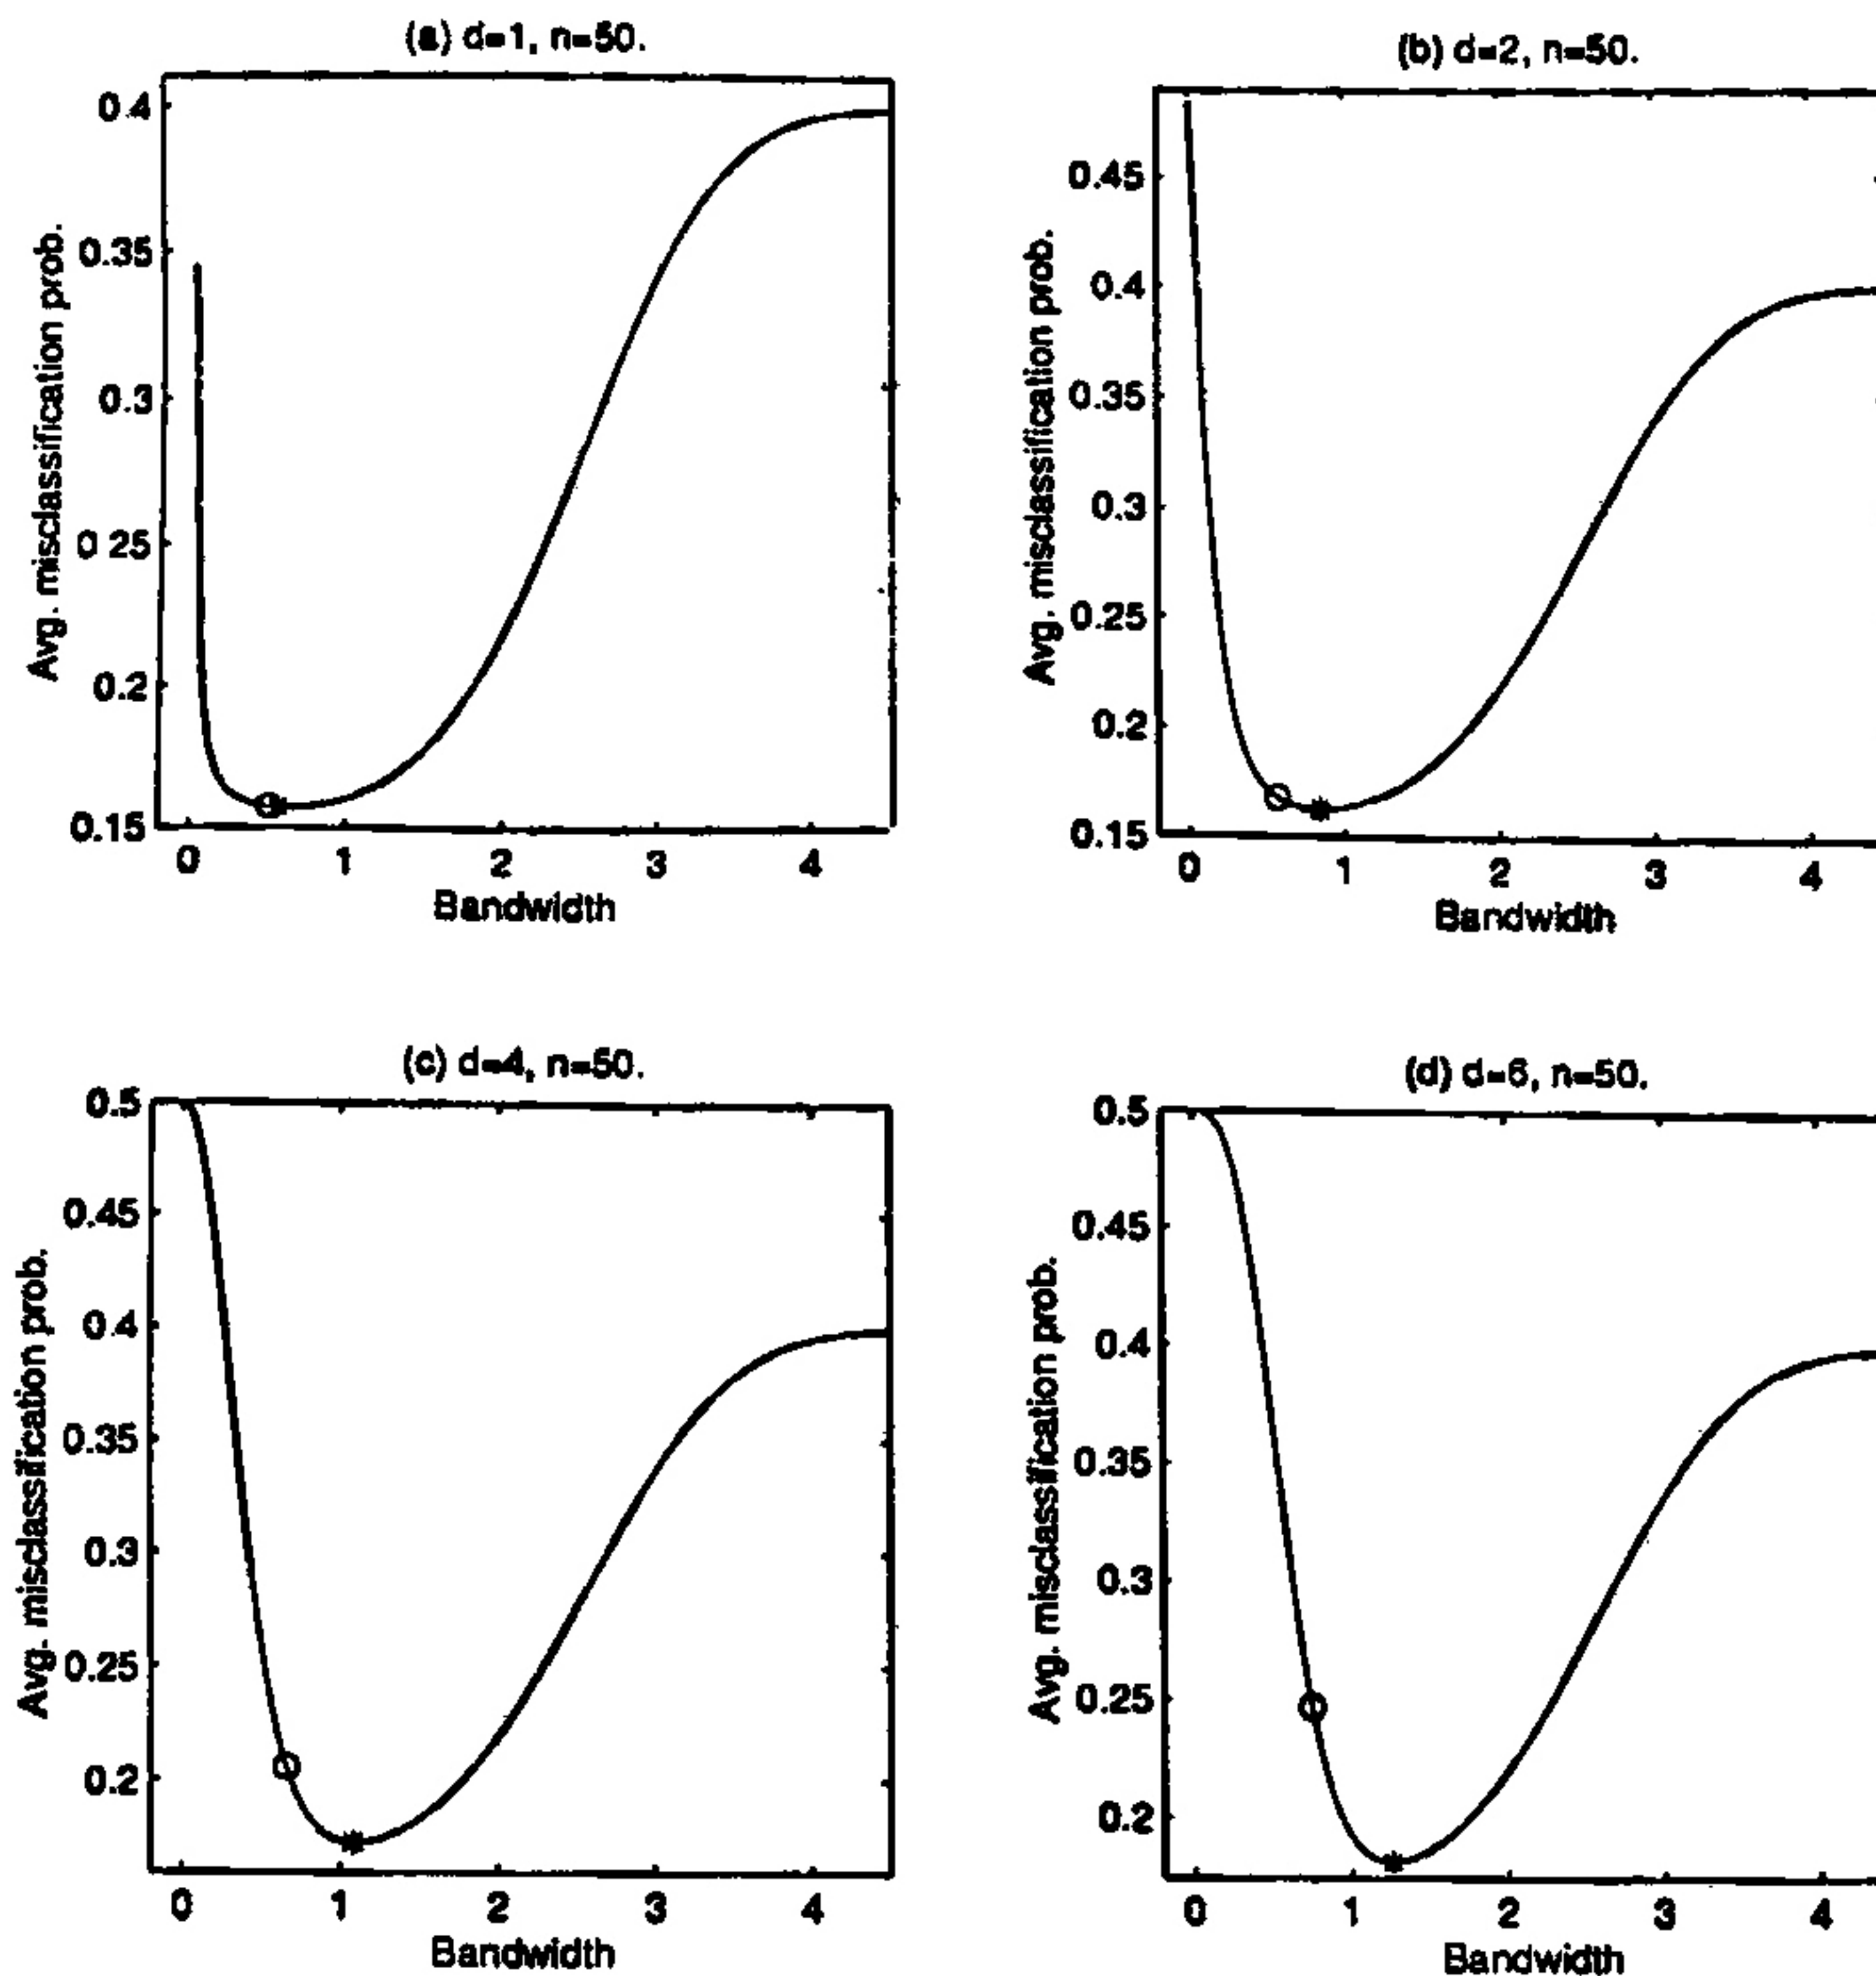 (a) d=1, n=50.
0.4
0.35
0.3
0 25
0.2
0.15
Avg. misclassification prob.
0 1 2 3 4
Bandwidth
(b) d=2, n=50.
0.45
0.4
0.35
0.3
0.25
0.2
0.15
Avg. misclassification prob.
0 1 2 3 4
Bandwidth
(c) d=4, n=50.
0.5
0.45
0.4
0.35
0.3
0.25
0.2
Avg. misclassification prob.
0 1 2 3 4
Bandwidth
(d) d=6, n=50.
0.5
0.45
0.4
0.35
0.3
0.25
0.2
Avg. misclassification prob.
0 1 2 3 4
Bandwidth